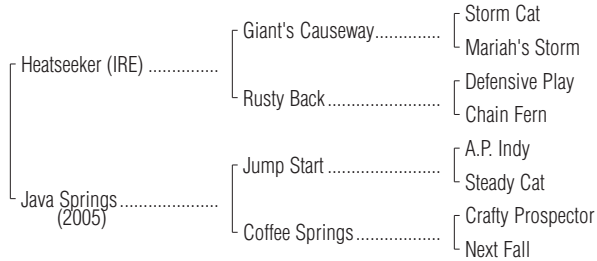 Storm Cat
Giant's Causeway..............
Mariah's Storm
Heatseeker (IRE) ...............
Defensive Play
Rusty Back ........................
Chain Fern
A.P. Indy
Jump Start ........................
Steady Cat
Java Springs.....................
(2005)
Crafty Prospector
Coffee Springs..................
Next Fall